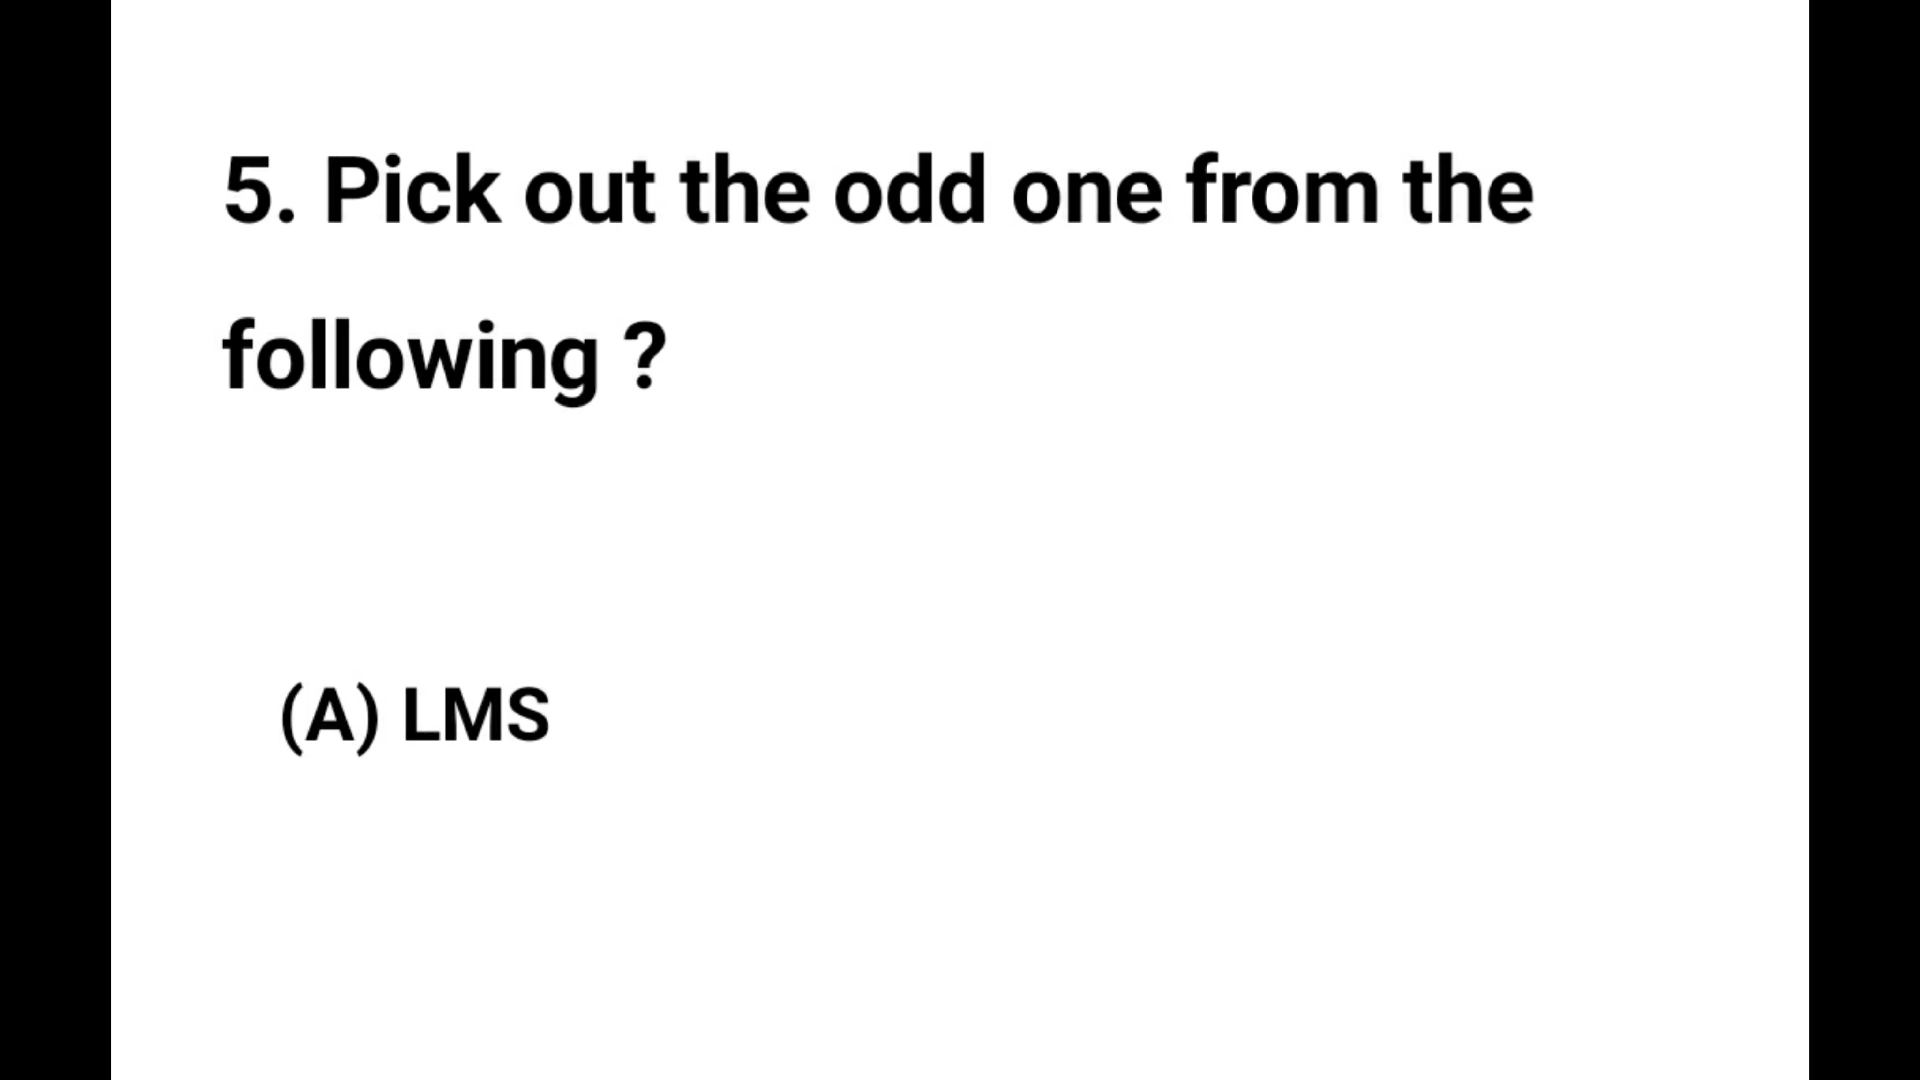 5. Pick out the odd one from the
following ?
(A) LMS